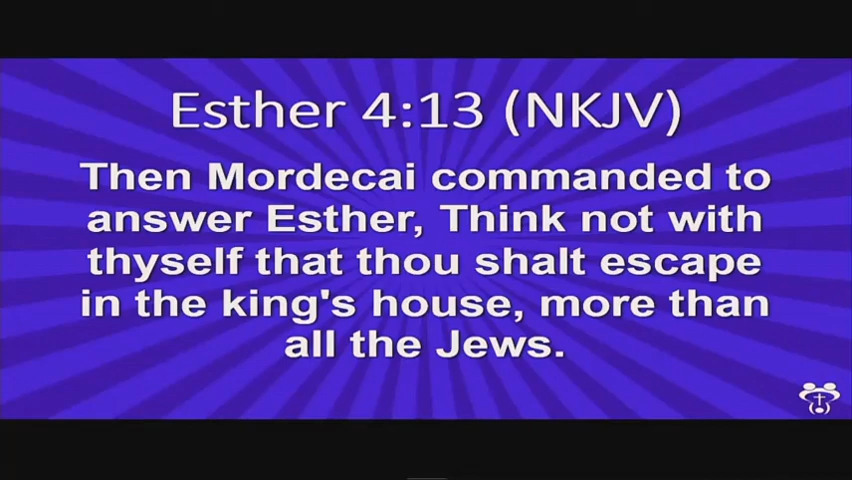 Esther 4:13 (NKJV)
Then Mordecai commanded to
answer Esther, Think not with
thyself that thou shalt escape
in the king's house, more than
all the Jews.